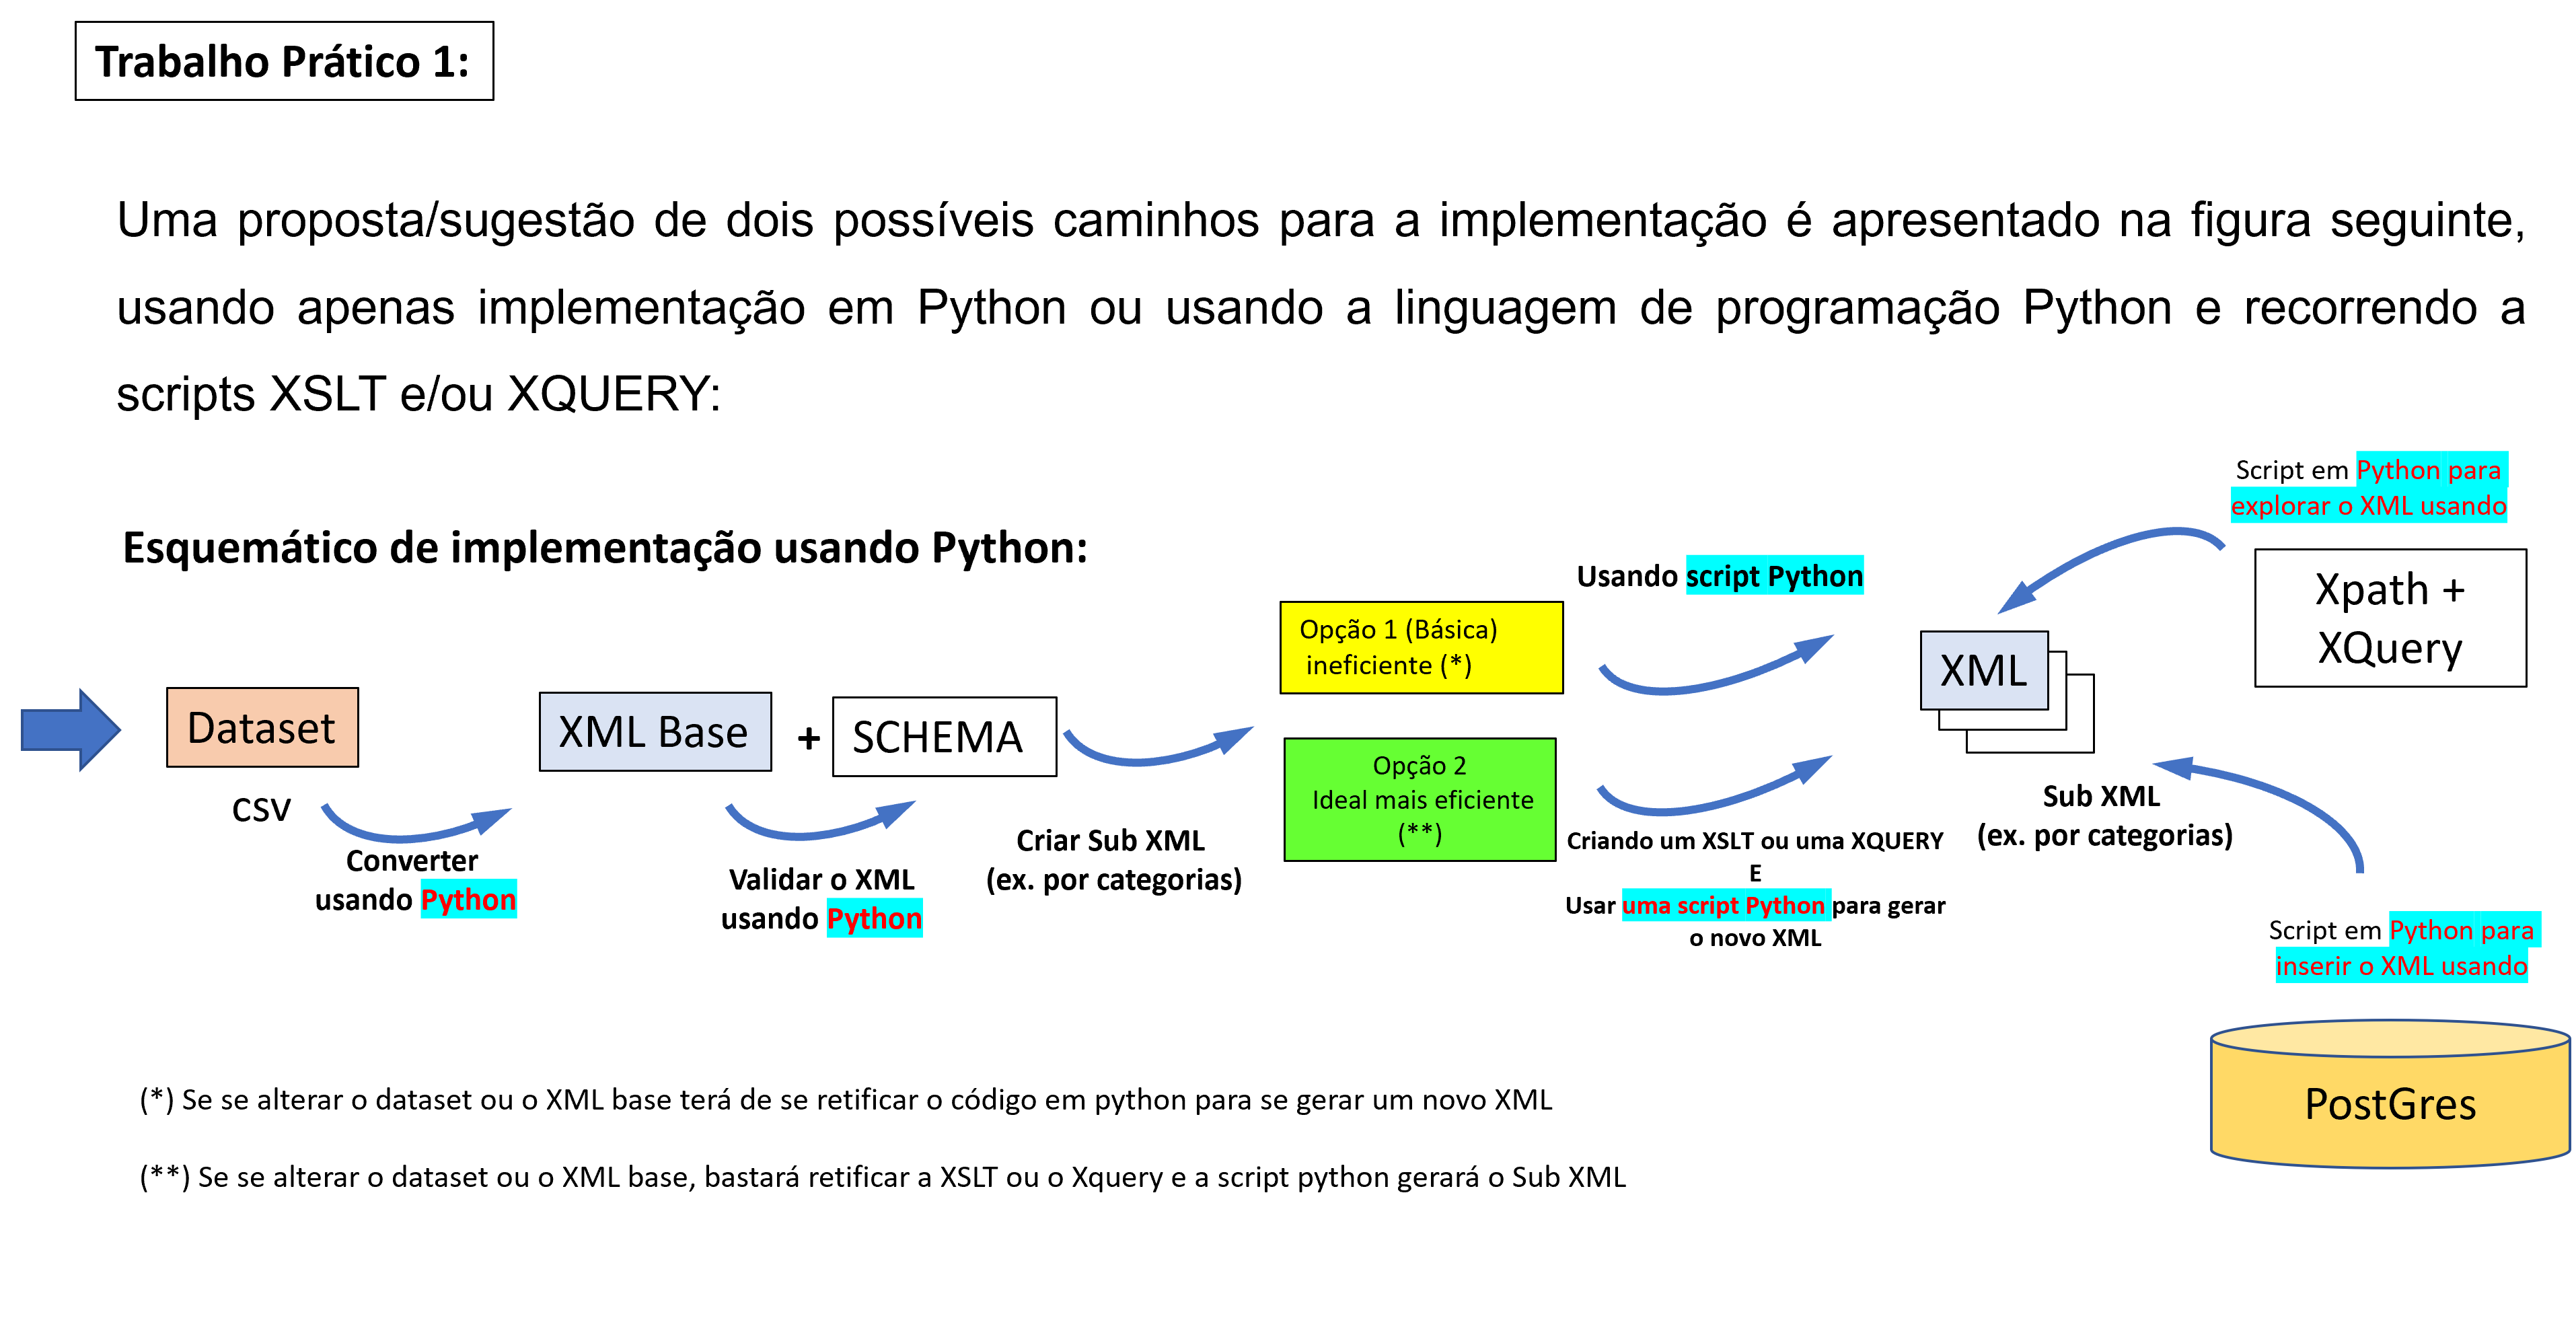 Trabalho Prático 1:
Uma proposta/sugestão de dois possíveis caminhos para a implementação é apresentado na figura seguinte,
usando apenas implementação em Python ou usando a linguagem de programação Python e recorrendo a
scripts XSLT e/ou XQUERY:
Esquemático de implementação usando Python:
Dataset
CSV
Converter
usando Python
XML Base
+
SCHEMA
Validar o XML
usando Python
Criar Sub XML
(ex. por categorias)
Opção 1 (Básica)
ineficiente (*)
Usando script Python
Opção 2
Ideal mais eficiente
(**)
Criando um XSLT ou uma XQUERY
E
Usar uma script Python para gerar
o novo XML
XML
Sub XML
(ex. por categorias)
Script em Python para
explorar o XML usando
Xpath +
XQuery
Script em Python para
inserir o XML usando
PostGres
(*) Se se alterar o dataset ou o XML base terá de se retificar o código em python para se gerar um novo XML
(**) Se se alterar o dataset ou o XML base, bastará retificar a XSLT ou o Xquery e a script python gerará o Sub XML